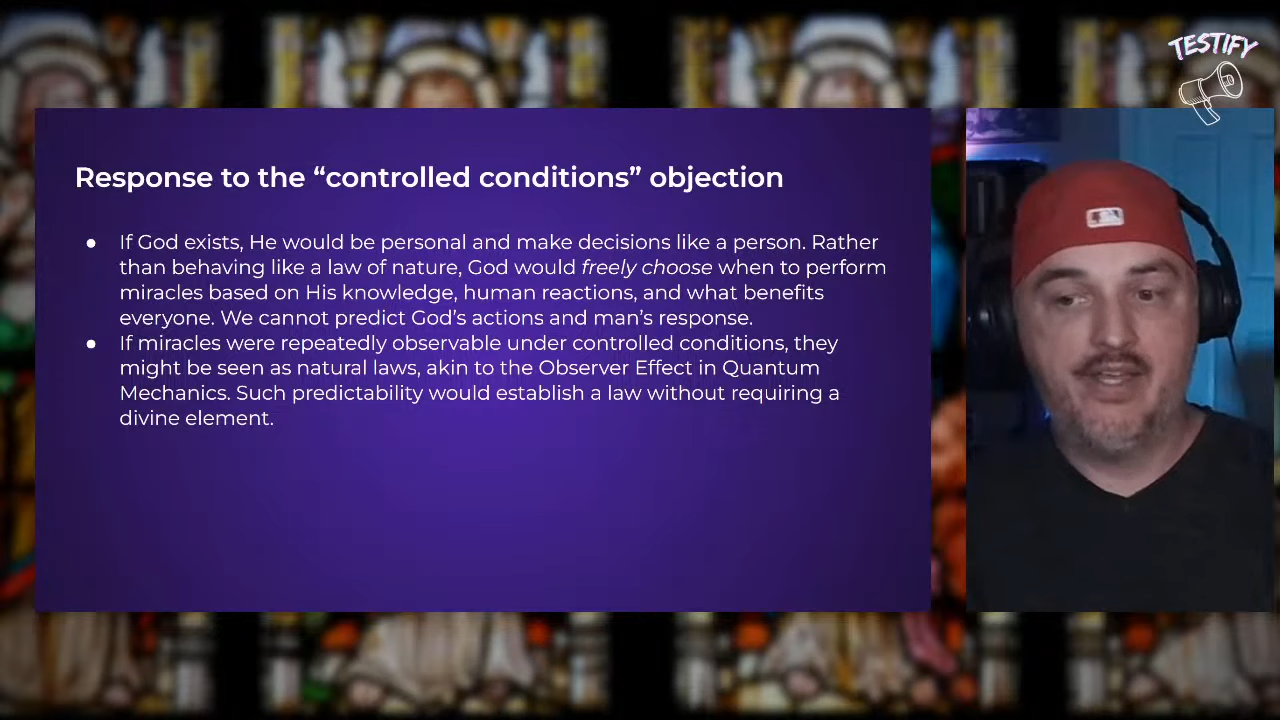 TESTIFY
Response to the “controlled conditions” objection
● If God exists, He would be personal and make decisions like a person. Rather
than behaving like a law of nature, God would freely choose when to perform
miracles based on His knowledge, human reactions, and what benefits
everyone. We cannot predict God’s actions and man’s response.
● If miracles were repeatedly observable under controlled conditions, they
might be seen as natural laws, akin to the Observer Effect in Quantum
Mechanics. Such predictability would establish a law without requiring a
divine element.